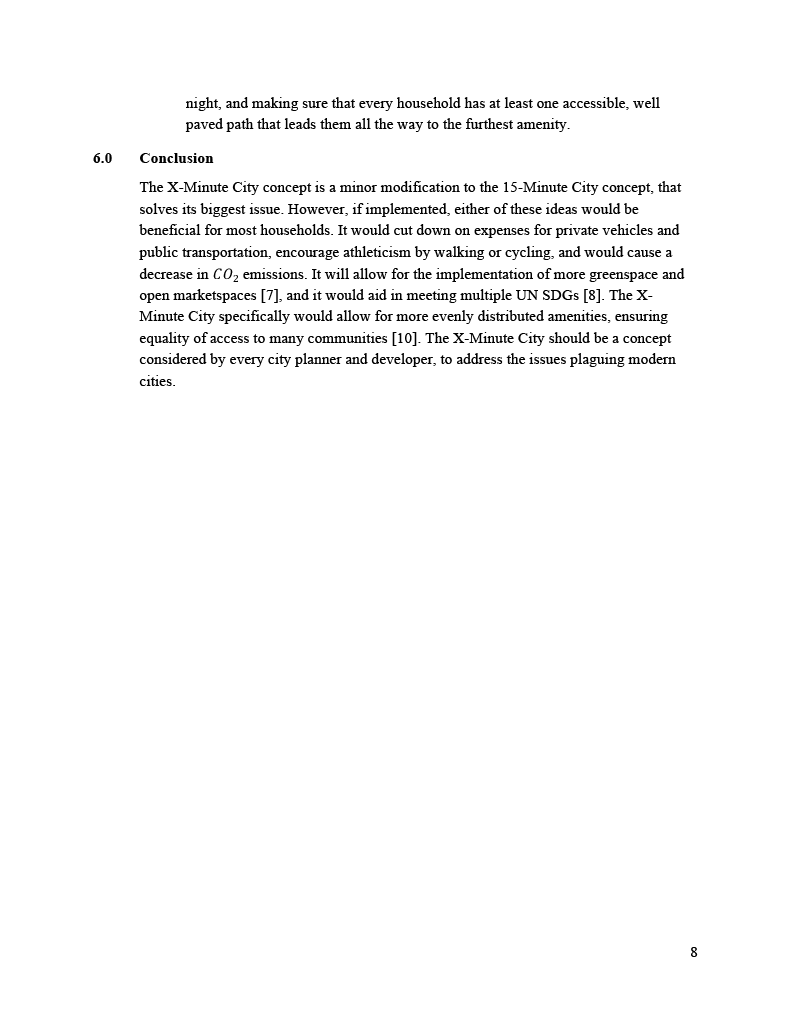 night, and making sure that every household has at least one accessible, well
paved path that leads them all the way to the furthest amenity.
6.0 Conclusion
The X-Minute City concept is a minor modification to the 15-Minute City concept, that
solves its biggest issue. However, if implemented, either of these ideas would be
beneficial for most households. It would cut down on expenses for private vehicles and
public transportation, encourage athleticism by walking or cycling, and would cause a
decrease in CO₂ emissions. It will allow for the implementation of more greenspace and
open marketspaces [7], and it would aid in meeting multiple UN SDGs [8]. The X-
Minute City specifically would allow for more evenly distributed amenities, ensuring
equality of access to many communities [10]. The X-Minute City should be a concept
considered by every city planner and developer, to address the issues plaguing modern
cities.
8